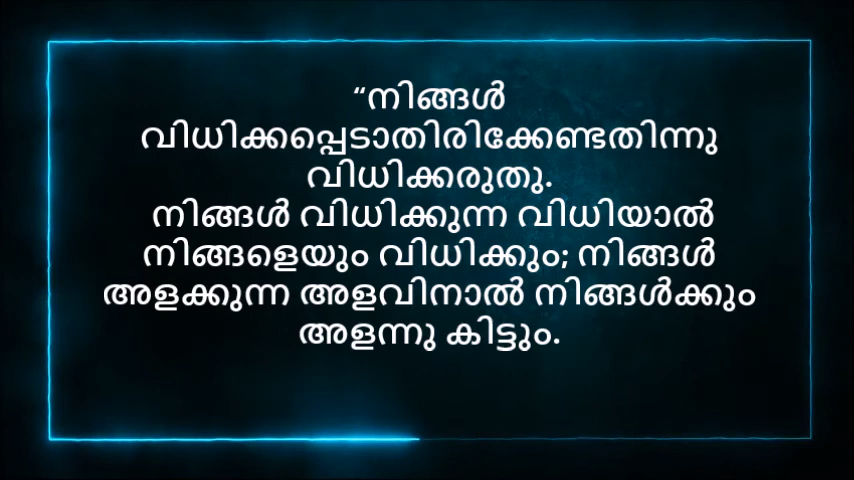 “നിങ്ങൾ
വിധിക്കപ്പെടാതിരിക്കേണ്ടതിന്നു
വിധിക്കരുതു.
നിങ്ങൾ വിധിക്കുന്ന വിധിയാൽ
നിങ്ങളെയും വിധിക്കും; നിങ്ങൾ
അളക്കുന്ന അളവിനാൽ നിങ്ങൾക്കും
അളന്നു കിട്ടും.